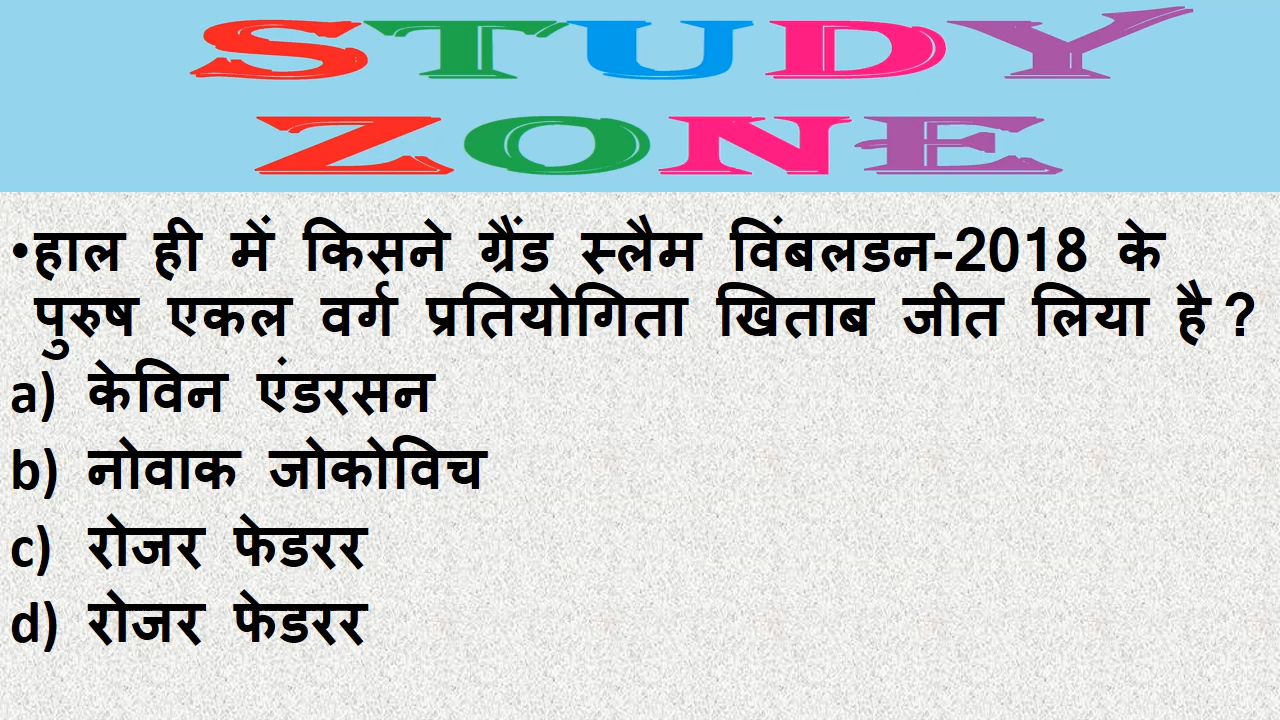 STUDY
ZONE
•हाल ही में किसने ग्रैंड स्लैम विंबलडन-2018 के
पुरुष एकल वर्ग प्रतियोगिता खिताब जीत लिया है ?
a) केविन एंडरसन
b) नोवाक जोकोविच
c) रोजर फेडरर
d) रोजर फेडरर